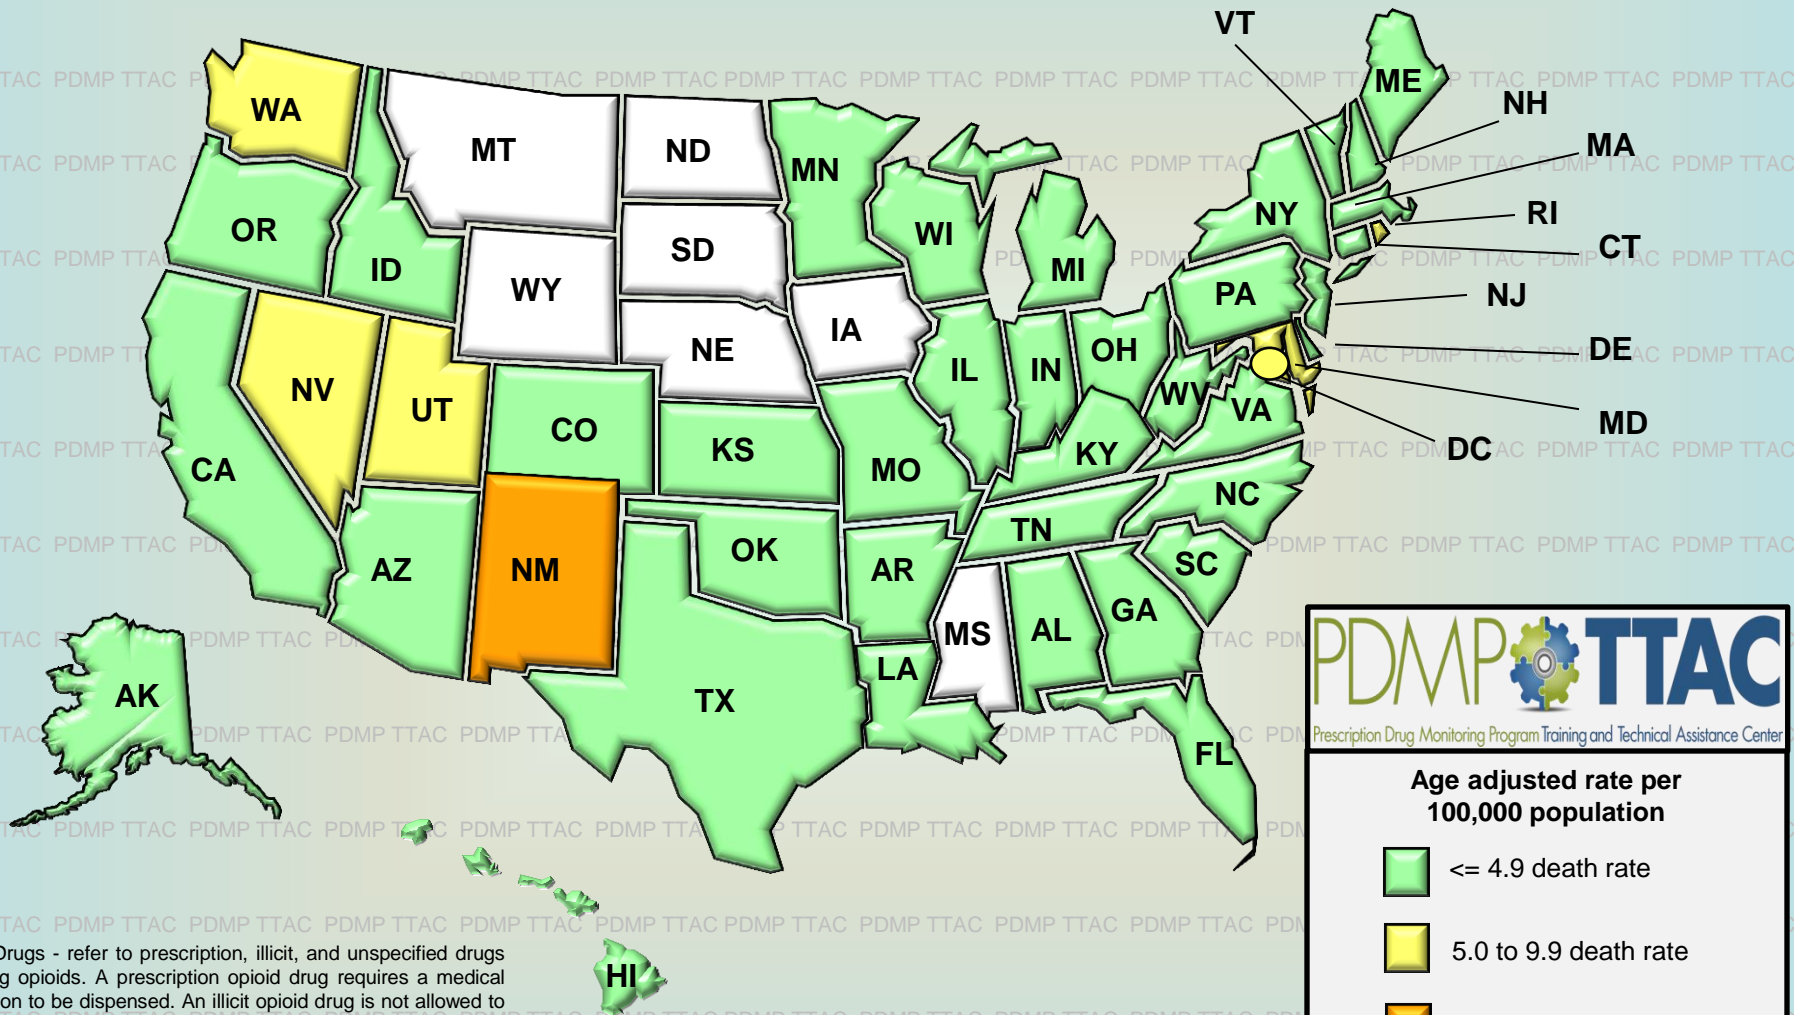 VT
ME
NH
MA
RI
CT
NJ
DE
MD
DC
WA
MT
ND
MN
OR
ID
WY
SD
WI
MI
NY
PA
NE
IA
IL
IN
OH
WV
VA
NV
UT
CO
KS
MO
KY
CA
NC
TN
AZ
NM
OK
AR
SC
MS
AL
GA
LA
TX
FL
AK
HI
PDMP TTAC
Prescription Drug Monitoring Program Training and Technical Assistance Center
Age adjusted rate per
100,000 population
<= 4.9 death rate
5.0 to 9.9 death rate
Drugs - refer to prescription, illicit, and unspecified drugs
opioids. A prescription opioid drug requires a medical
to be dispensed. An illicit opioid drug is not allowed to